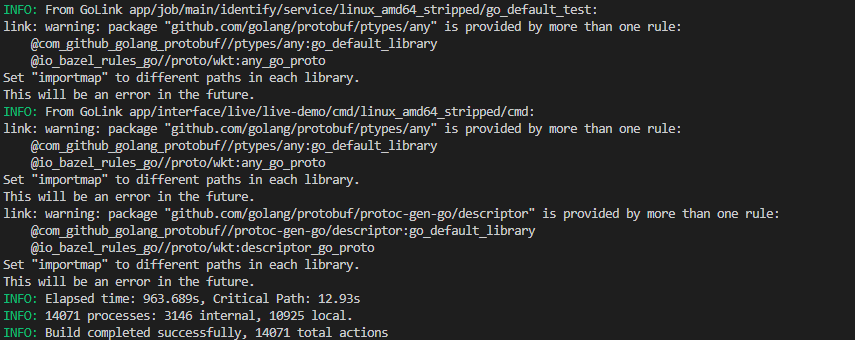 INFO: From GoLink app/job/main/identify/service/linux_amd64_stripped/go_default_test:
link: warning: package "github.com/golang/protobuf/ptypes/any" is provided by more than one rule:
    @com_github_golang_protobuf//ptypes/any:go_default_library
    @io_bazel_rules_go//proto/wkt:any_go_proto
Set "importmap" to different paths in each library.
This will be an error in the future.
INFO: From GoLink app/interface/live/live-demo/cmd/linux_amd64_stripped/cmd:
link: warning: package "github.com/golang/protobuf/ptypes/any" is provided by more than one rule:
    @com_github_golang_protobuf//ptypes/any:go_default_library
    @io_bazel_rules_go//proto/wkt:any_go_proto
Set "importmap" to different paths in each library.
This will be an error in the future.
link: warning: package "github.com/golang/protobuf/protoc-gen-go/descriptor" is provided by more than one rule:
    @com_github_golang_protobuf//protoc-gen-go/descriptor:go_default_library
    @io_bazel_rules_go//proto/wkt:descriptor_go_proto
Set "importmap" to different paths in each library.
This will be an error in the future.
INFO: Elapsed time: 963.689s, Critical Path: 12.93s
INFO: 14071 processes: 3146 internal, 10925 local.
INFO: Build completed successfully, 14071 total actions